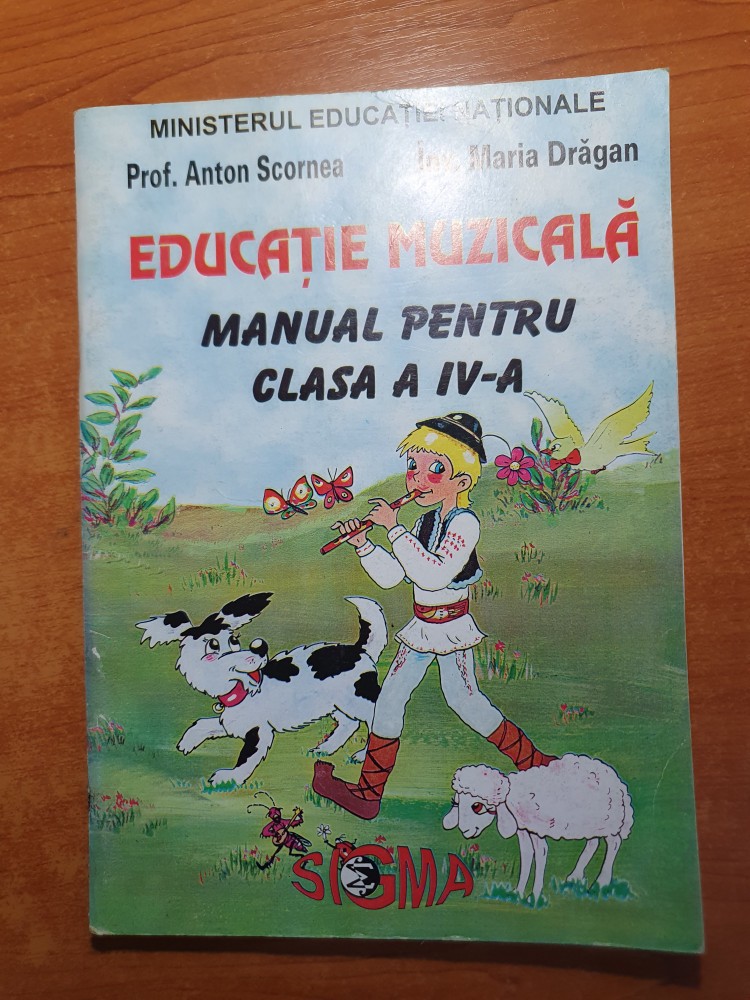 MINISTERUL EDUCAȚIEI NAȚIONALE
Prof. Anton Scornea
Maria Drăgan
EDUCAȚIE MUZICALĂ
MANUAL PENTRU
CLASA A IV-A
SIGMA